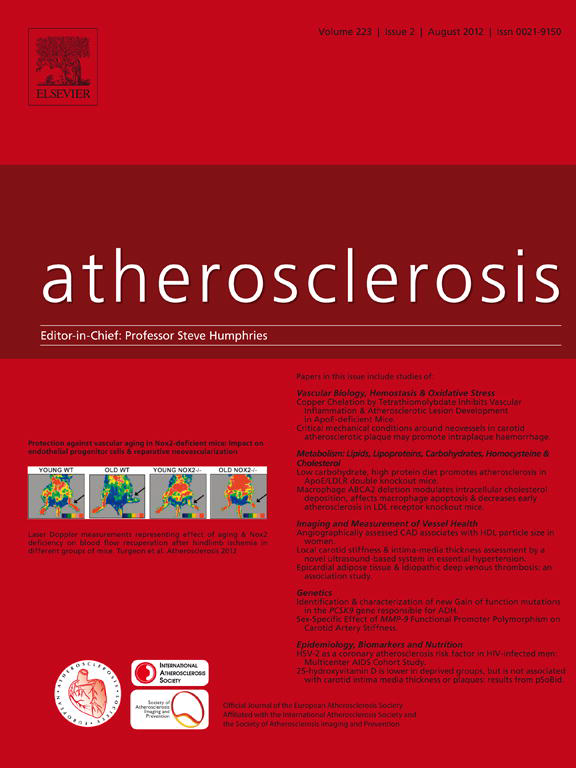 Volume 223 | Issue 2 | August 2012 | Issn 0021-9150
ELSEVIER
atherosclerosis
Editor-in-Chief: Professor Steve Humphries
Papers in this issue include studies of:
Vascular Biology, Hemostasis & Oxidative Stress
Copper Chelation by Tetrathiomolybdate Inhibits Vascular
Inflammation & Atherosclerotic Lesion Development
in ApoE-deficient Mice.
Critical mechanical conditions around neovessels in carotid
atherosclerotic plaque may promote intraplaque haemorrhage.
Metabolism: Lipids, Lipoproteins, Carbohydrates, Homocysteine &
Cholesterol
Low carbohydrate, high protein diet promotes atherosclerosis in
ApoE/LDLR double knockout mice.
Macrophage ABCA2 deletion modulates intracellular cholesterol
deposition, affects macrophage apoptosis & decreases early
atherosclerosis in LDL receptor knockout mice.
Imaging and Measurement of Vessel Health
Angiographically assessed CAD associates with HDL particle size in
women.
Local carotid stiffness & intima-media thickness assessment by a
novel ultrasound-based system in essential hypertension.
Epicardial adipose tissue & idiopathic deep venous thrombosis: an
association study.
Genetics
Identification & characterization of new Gain of function mutations
in the PCSK9 gene responsible for ADH.
Sex-Specific Effect of MMP-9 Functional Promoter Polymorphism on
Carotid Artery Stiffness.
Epidemiology, Biomarkers and Nutrition
HSV-2 as a coronary atherosclerosis risk factor in HIV-infected men:
Multicenter AIDS Cohort Study.
25-hydroxyvitamin D is lower in deprived groups, but is not associated
with carotid intima media thickness or plaques: results from pSoBid.
Protection against vascular aging in Nox2-deficient mice: Impact on
endothelial progenitor cells & reparative neovascularization
YOUNG WT
OLD WT
YOUNG NOX2-/-
OLD NOX2-/-
Laser Doppler measurements representing effect of aging & Nox2
deficiency on blood flow recuperation after hindlimb ischemia in
different groups of mice. Turgeon et al. Atherosclerosis 2012
EUROPEAN ATHEROSCLEROSIS SOCIETY
INTERNATIONAL
ATHEROSCLEROSIS
SOCIETY
Society of
Atherosclerosis
Imaging and
Prevention
Official Journal of the European Atherosclerosis Society
Affiliated with the International Atherosclerosis Society and
the Society of Atherosclerosis Imaging and Prevention